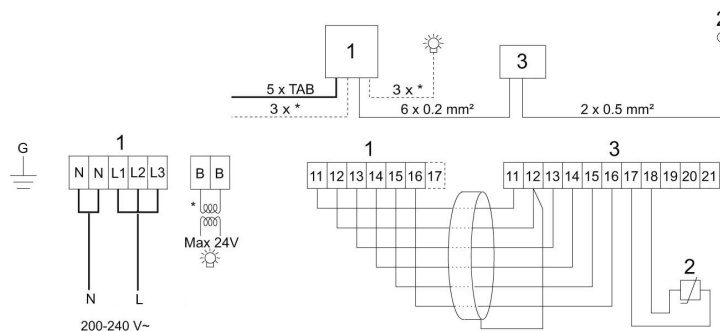 2
1
3
5 x TAB
3 x *
3 x *
6 x 0.2 mm²
2 x 0.5 mm²
G
1
N N L1 L2 L3
B B
*
Max 24V
N L
200-240 V~
1
11 12 13 14 15 16 17
3
11 12 13 14 15 16 17 18 19 20 21
2